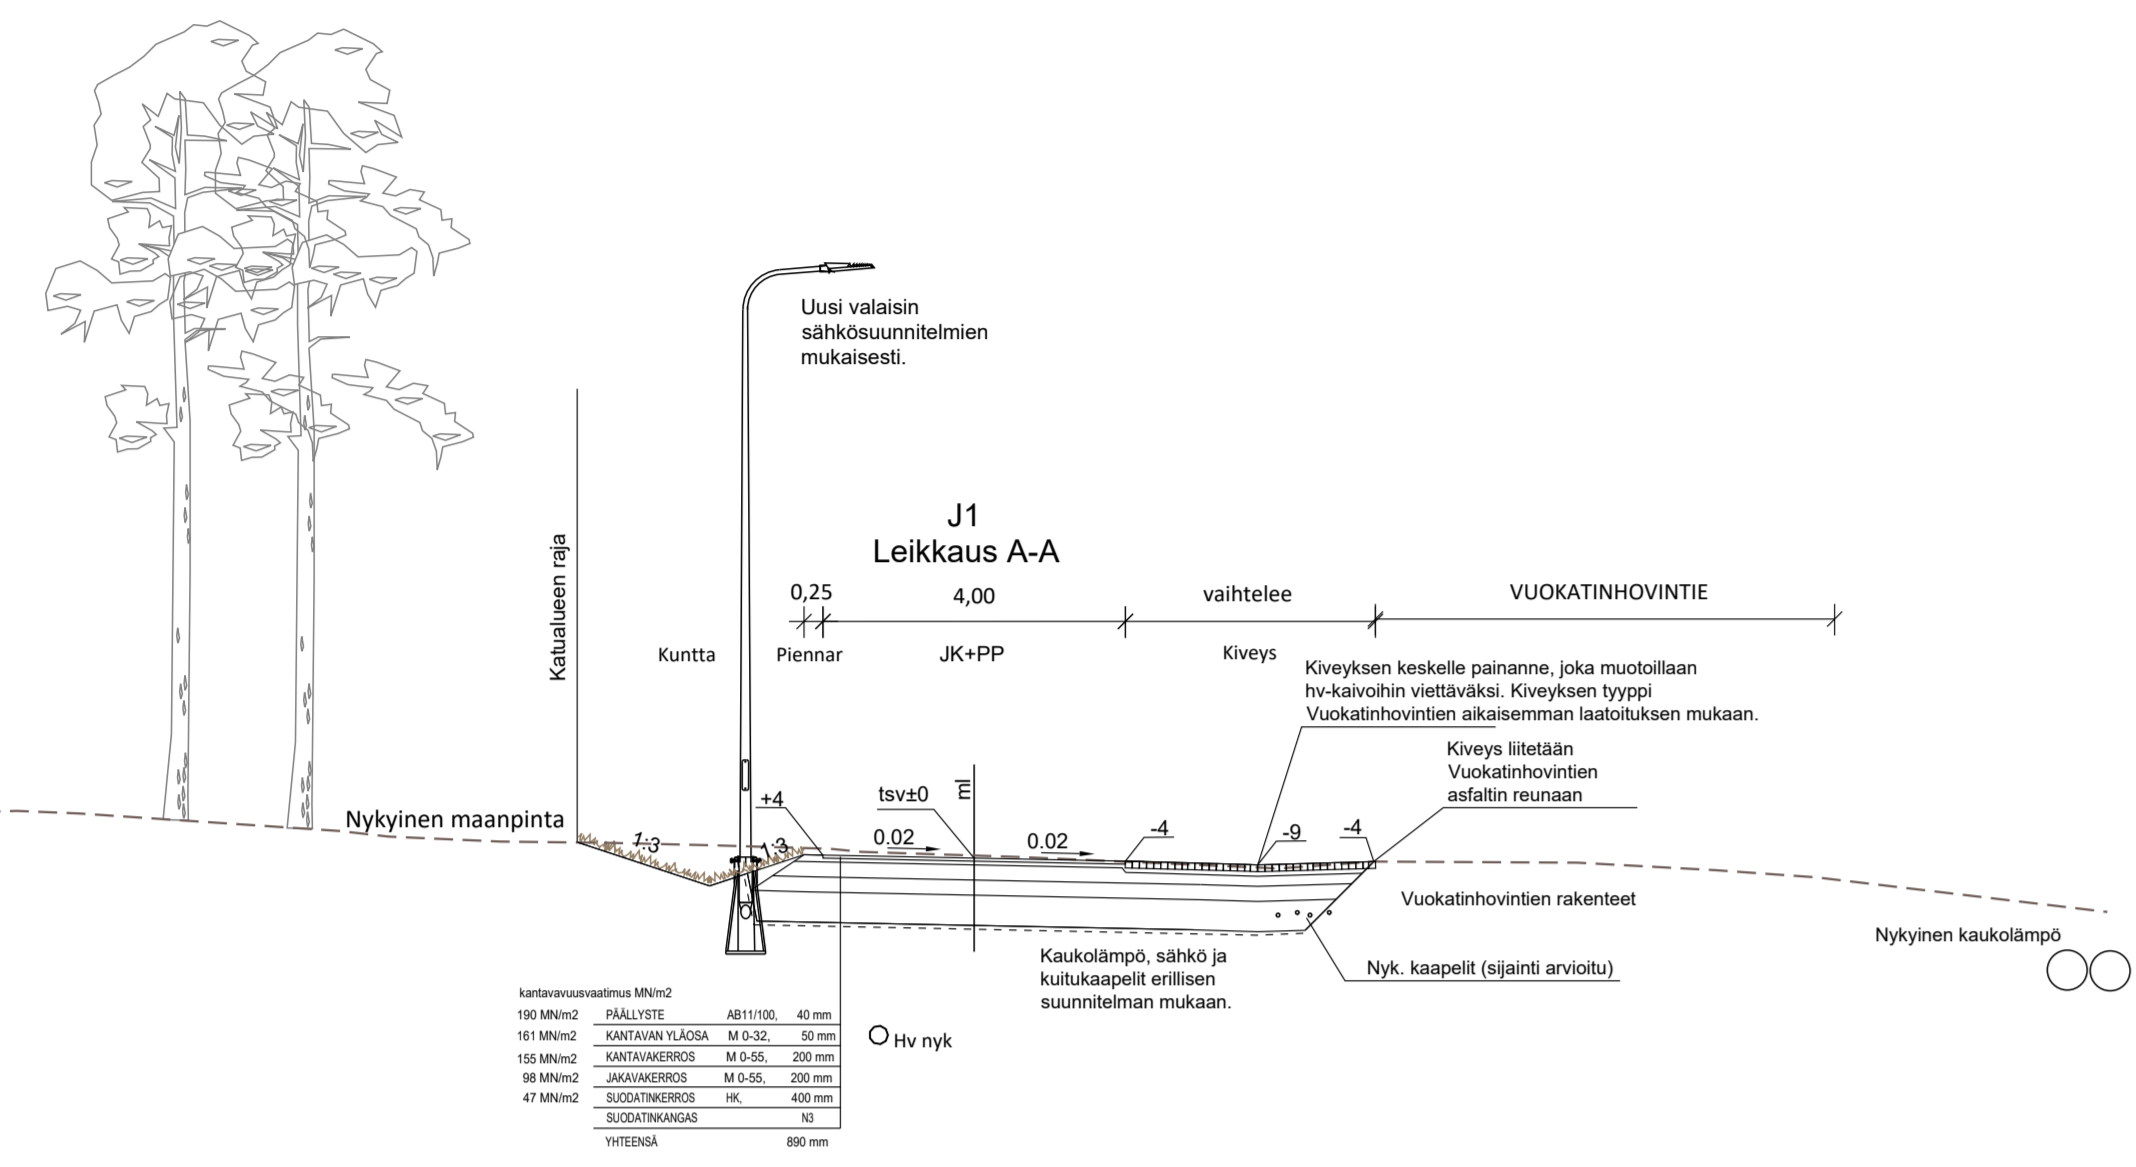 Uusi valaisin
sähkösuunnitelmien
mukaisesti.
J1
Leikkaus A-A
Katualueen raja
0,25
4,00
vaihtelee
VUOKATINHOVINTIE
Kuntta
Piennar
JK+PP
Kiveys
Kiveyksen keskelle painanne, joka muotoillaan
hv-kaivoihin viettäväksi. Kiveyksen tyyppi
Vuokatinhovintien aikaisemman laatoituksen mukaan.
Kiveys liitetään
Vuokatinhovintien
asfaltin reunaan
Nykyinen maanpinta
1:3
1:3
+4
tsv±0
ml
0.02
0.02
-4
-9
-4
Vuokatinhovintien rakenteet
Nykyinen kaukolämpö
Kaukolämpö, sähkö ja
kuitukaapelit erillisen
suunnitelman mukaan.
Nyk. kaapelit (sijainti arvioitu)
Hv nyk
kantavavuusvaatimus MN/m2
190 MN/m2 PÄÄLLYSTE AB11/100, 40 mm
161 MN/m2 KANTAVAN YLÄOSA M 0-32, 50 mm
155 MN/m2 KANTAVAKERROS M 0-55, 200 mm
98 MN/m2 JAKAVAKERROS M 0-55, 200 mm
47 MN/m2 SUODATINKERROS HK, 400 mm
SUODATINKANGAS N3
YHTEENSÄ 890 mm